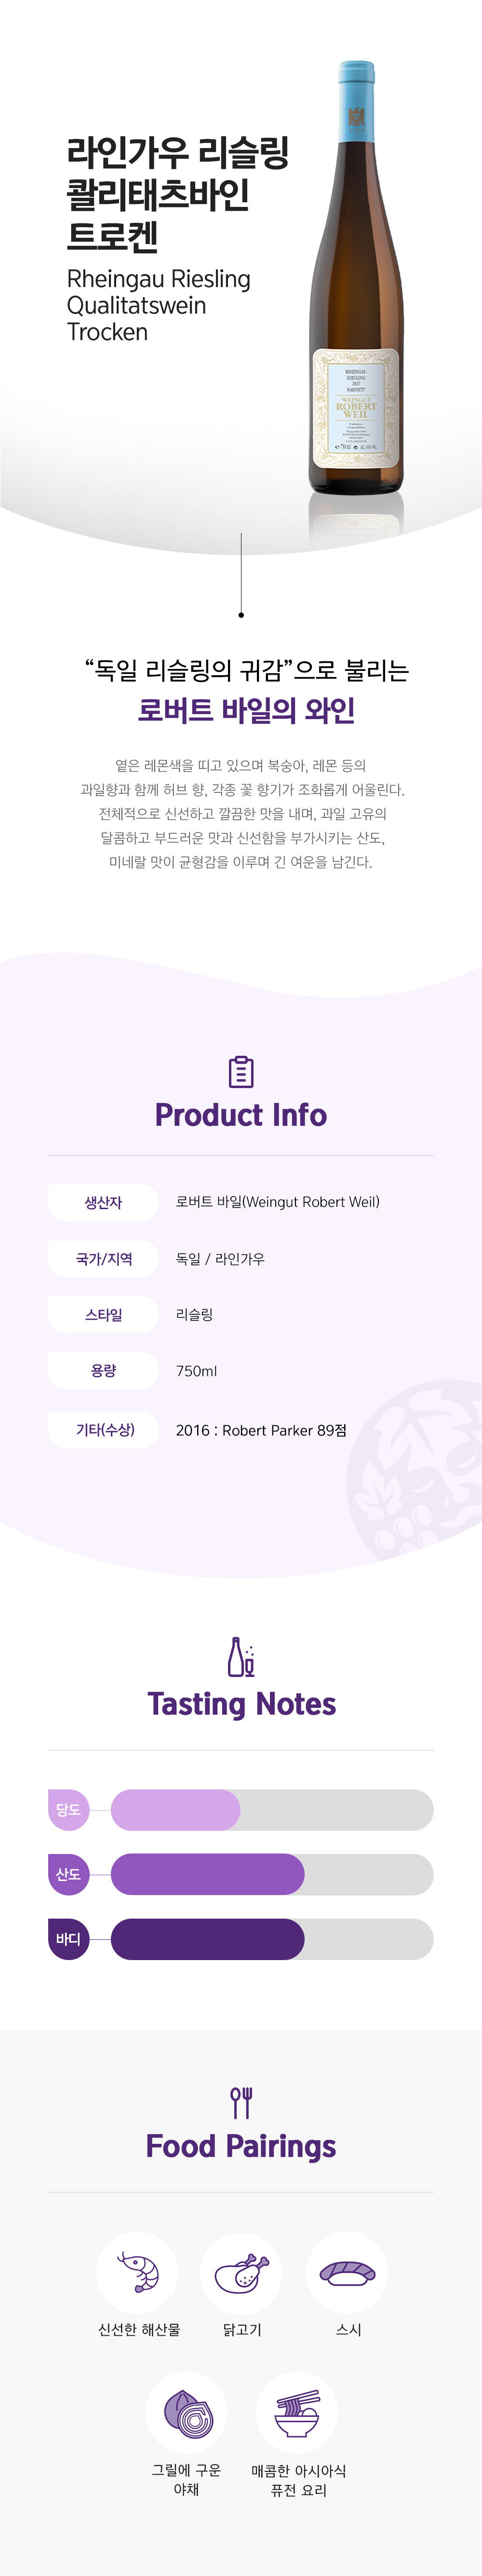 라인가우 리슬링
콸리태츠바인
트로켄
Rheingau Riesling
Qualitatswein
Trocken
RHEINGAU
RIESLING
2017
KABINETT
WEINGUT
ROBERT
WEIL
750 ml
“독일 리슬링의 귀감”으로 불리는
로버트 바일의 와인
옅은 레몬색을 띠고 있으며 복숭아, 레몬 등의
과일향과 함께 허브 향, 각종 꽃 향기가 조화롭게 어울린다.
전체적으로 신선하고 깔끔한 맛을 내며, 과일 고유의
달콤하고 부드러운 맛과 신선함을 부가시키는 산도,
미네랄 맛이 균형감을 이루며 긴 여운을 남긴다.
Product Info
생산자 로버트 바일(Weingut Robert Weil)
국가/지역 독일 / 라인가우
스타일 리슬링
용량 750ml
기타(수상) 2016 : Robert Parker 89점
Tasting Notes
당도
산도
바디
Food Pairings
신선한 해산물 닭고기 스시
그릴에 구운 매콤한 아시아식
야채 퓨전 요리